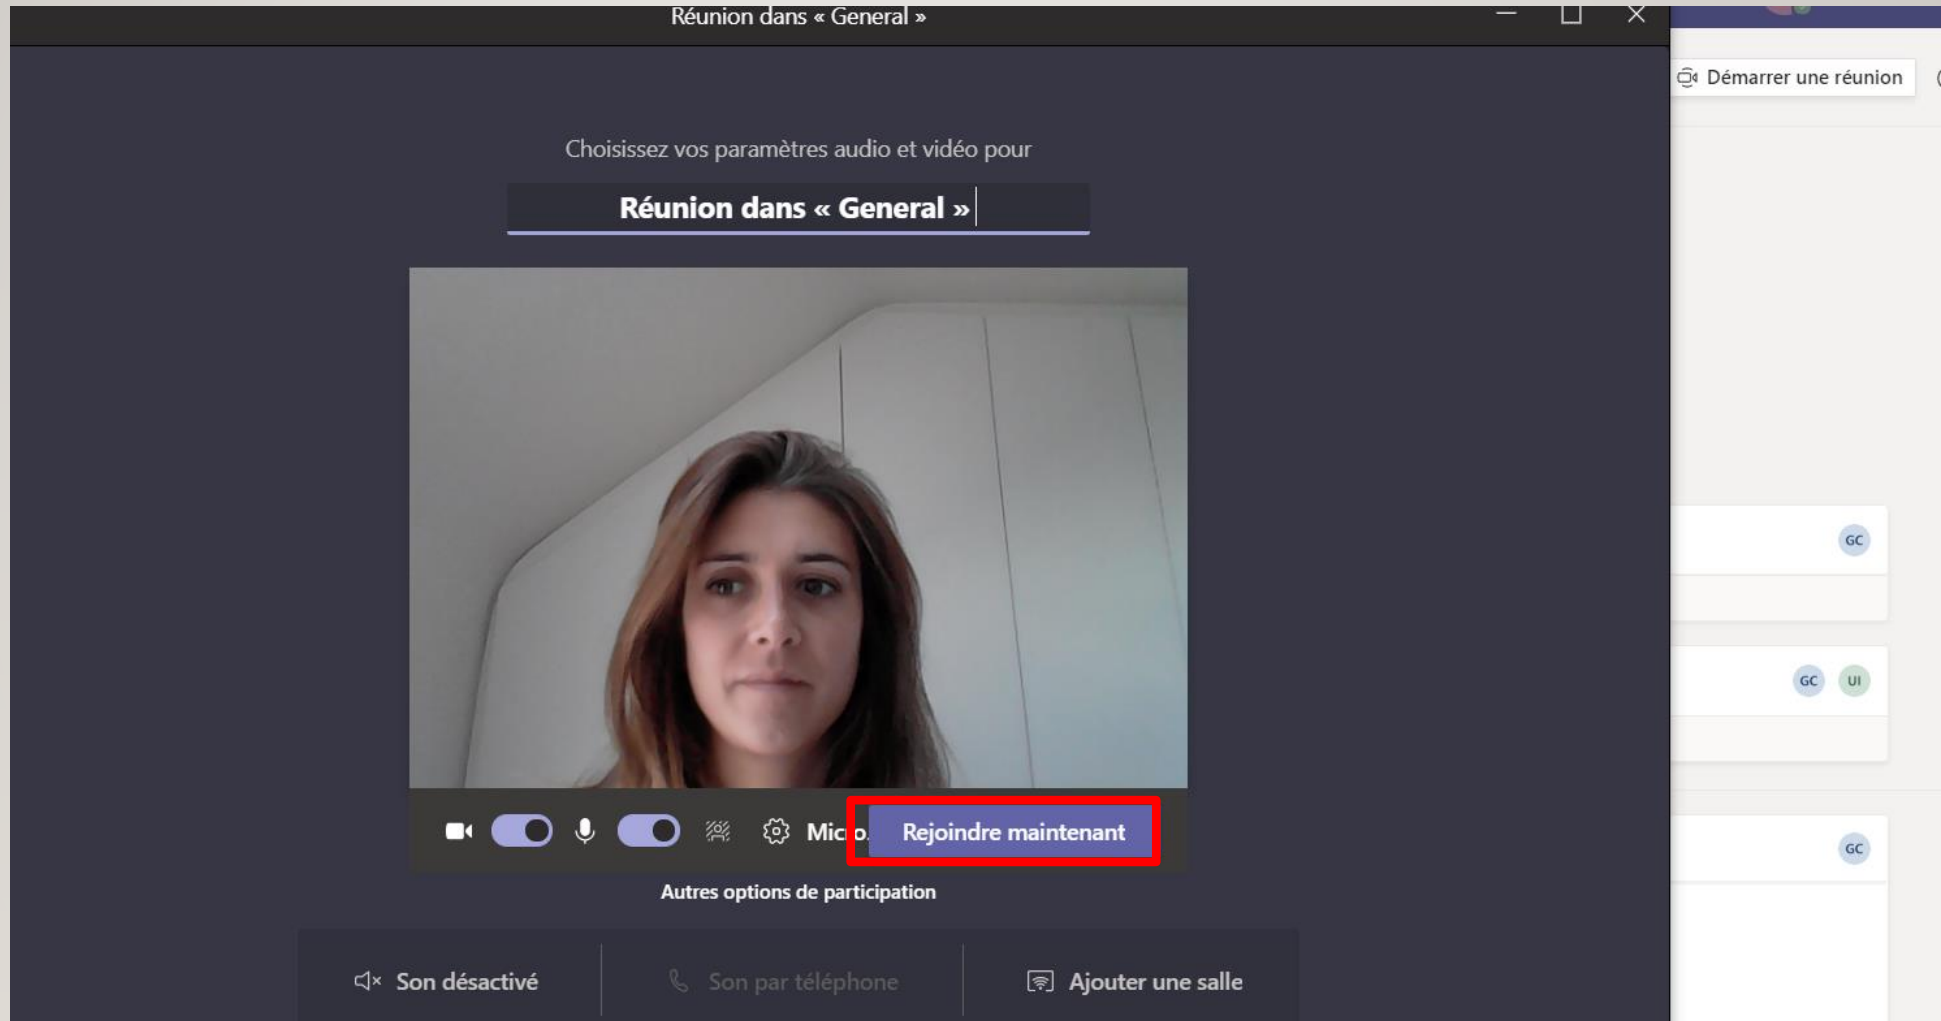 Réunion dans « General »
Démarrer une réunion
Choisissez vos paramètres audio et vidéo pour
Réunion dans « General »
GC
GC UI
Micro.
Rejoindre maintenant
GC
Autres options de participation
Son désactivé
Son par téléphone
Ajouter une salle